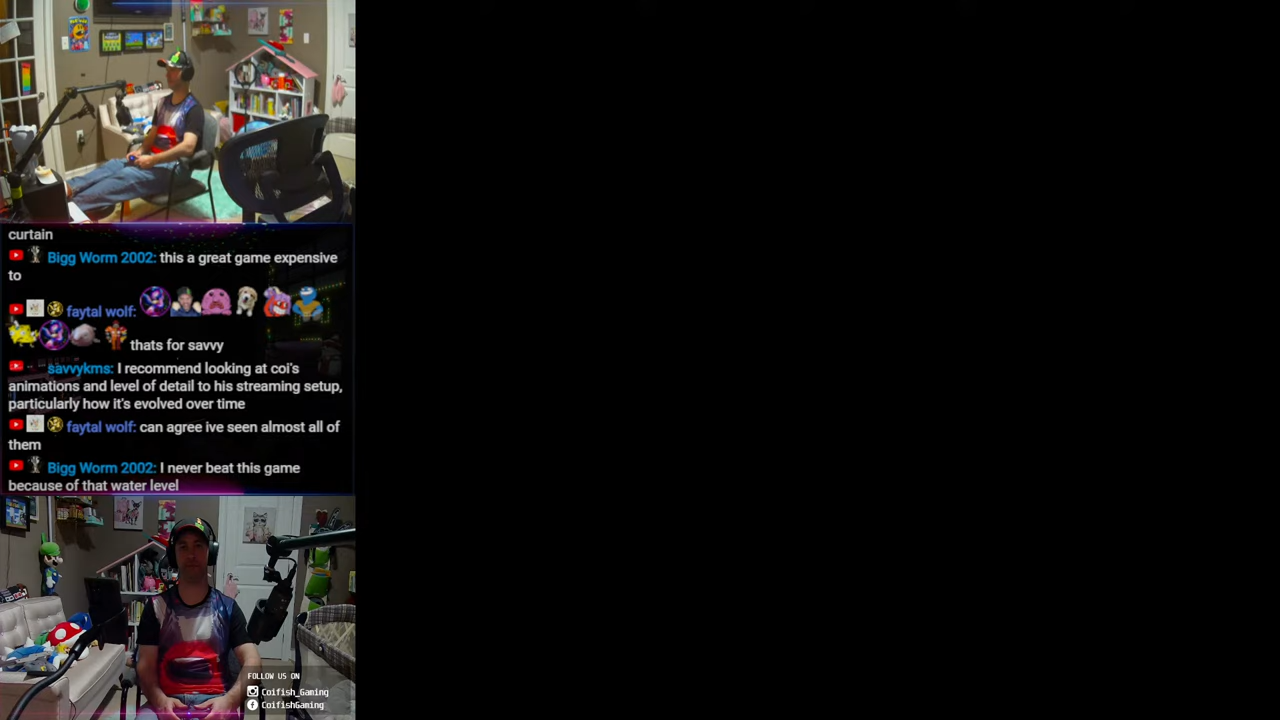 curtain
Bigg Worm 2002: this a great game expensive
to
faytal wolf:
thats for savvy
savvykms: I recommend looking at coi's
animations and level of detail to his streaming setup,
particularly how it's evolved over time
faytal wolf: can agree ive seen almost all of
them
Bigg Worm 2002: I never beat this game
because of that water level
FOLLOW US ON
Coifish_Gaming
CoifishGaming